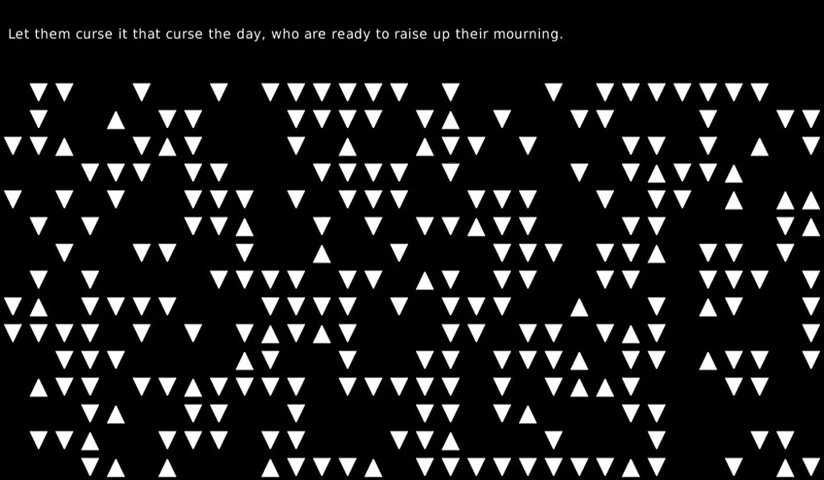 Let them curse it that curse the day, who are ready to raise up their mourning.